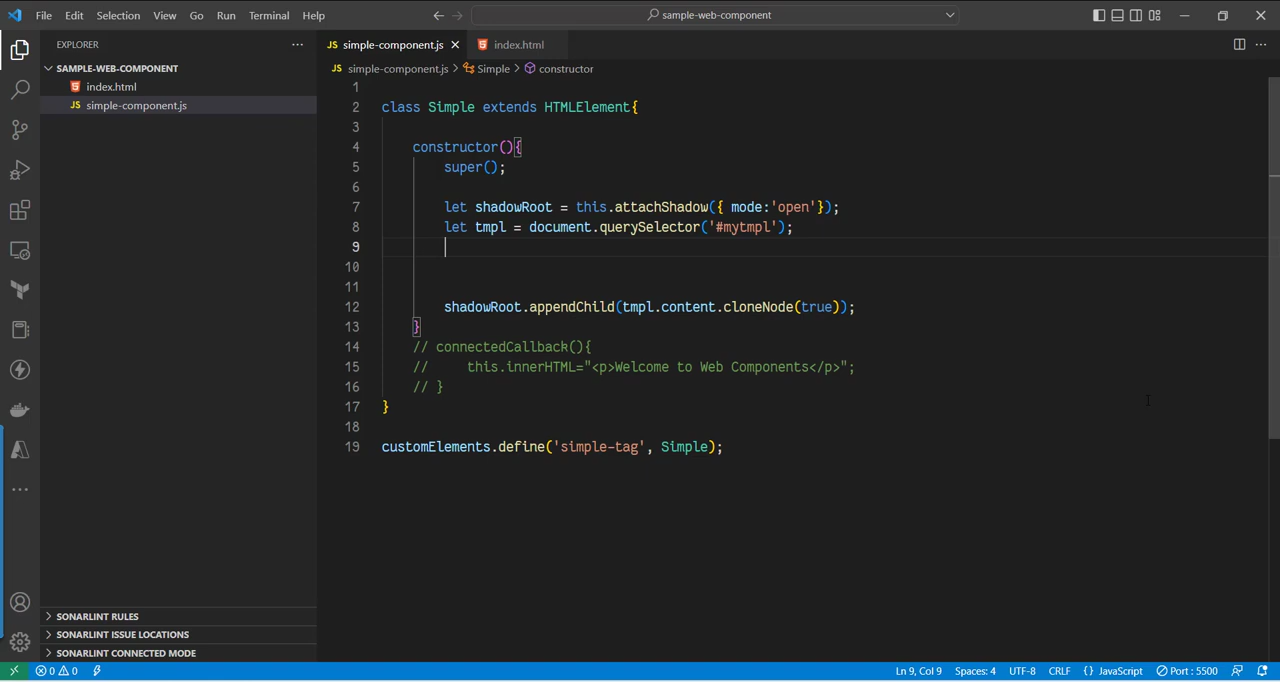 File Edit Selection View Go Run Terminal Help
sample-web-component
EXPLORER
SAMPLE-WEB-COMPONENT
index.html
JS simple-component.js
SONARLINT RULES
SONARLINT ISSUE LOCATIONS
SONARLINT CONNECTED MODE
JS simple-component.js index.html
JS simple-component.js > Simple > constructor
1
2 class Simple extends HTMLElement{
3
4 constructor(){
5 super();
6
7 let shadowRoot = this.attachShadow({ mode:'open'});
8 let tmpl = document.querySelector('#mytmpl');
9
10
11
12 shadowRoot.appendChild(tmpl.content.cloneNode(true));
13 }
14 // connectedCallback(){
15 // this.innerHTML="<p>Welcome to Web Components</p>";
16 // }
17 }
18
19 customElements.define('simple-tag', Simple);
0 0 Ln 9, Col 9 Spaces: 4 UTF-8 CRLF {} JavaScript Port : 5500